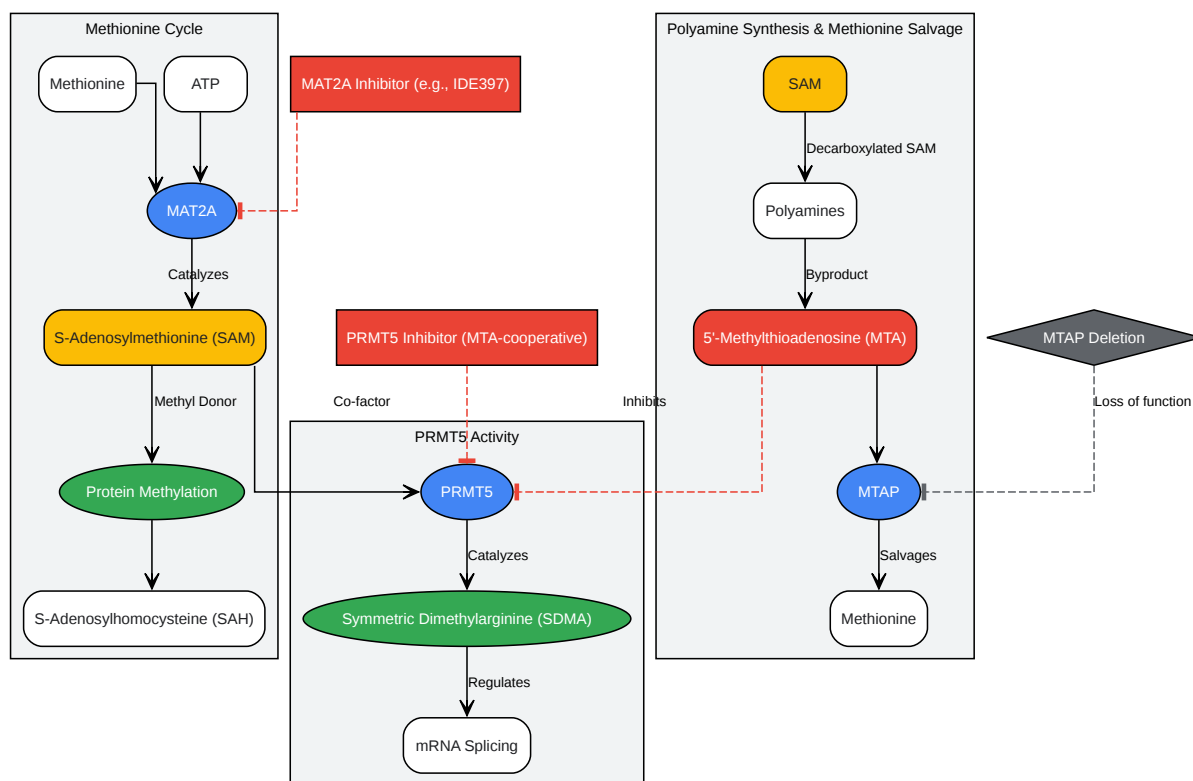 Methionine Cycle
Polyamine Synthesis & Methionine Salvage
Methionine
ATP
MAT2A Inhibitor (e.g., IDE397)
SAM
Decarboxylated SAM
MAT2A
Polyamines
Catalyzes
Byproduct
S-Adenosylmethionine (SAM)
PRMT5 Inhibitor (MTA-cooperative)
5'-Methylthioadenosine (MTA)
MTAP Deletion
Methyl Donor
Co-factor
Inhibits
Loss of function
PRMT5 Activity
Protein Methylation
PRMT5
MTAP
Catalyzes
Salvages
S-Adenosylhomocysteine (SAH)
Symmetric Dimethylarginine (SDMA)
Methionine
Regulates
mRNA Splicing